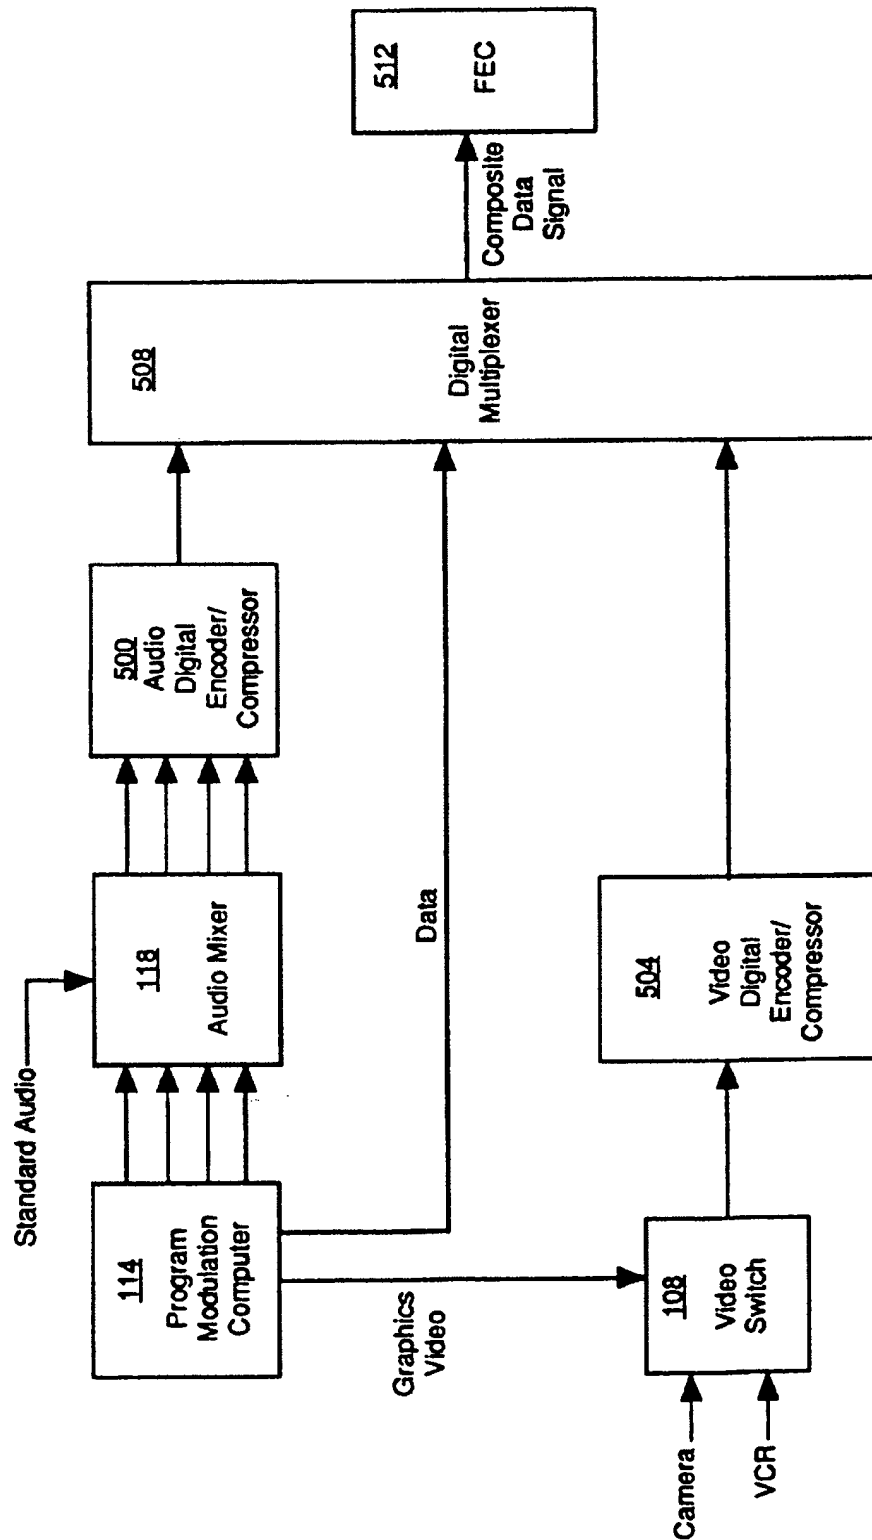 Standard Audio
114
Program
Modulation
Computer
118
Audio Mixer
500
Audio
Digital
Encoder/
Compressor
508
Digital
Multiplexer
Composite
Data
Signal
512
FEC
Data
Graphics
Video
Camera
VCR
108
Video
Switch
504
Video
Digital
Encoder/
Compressor